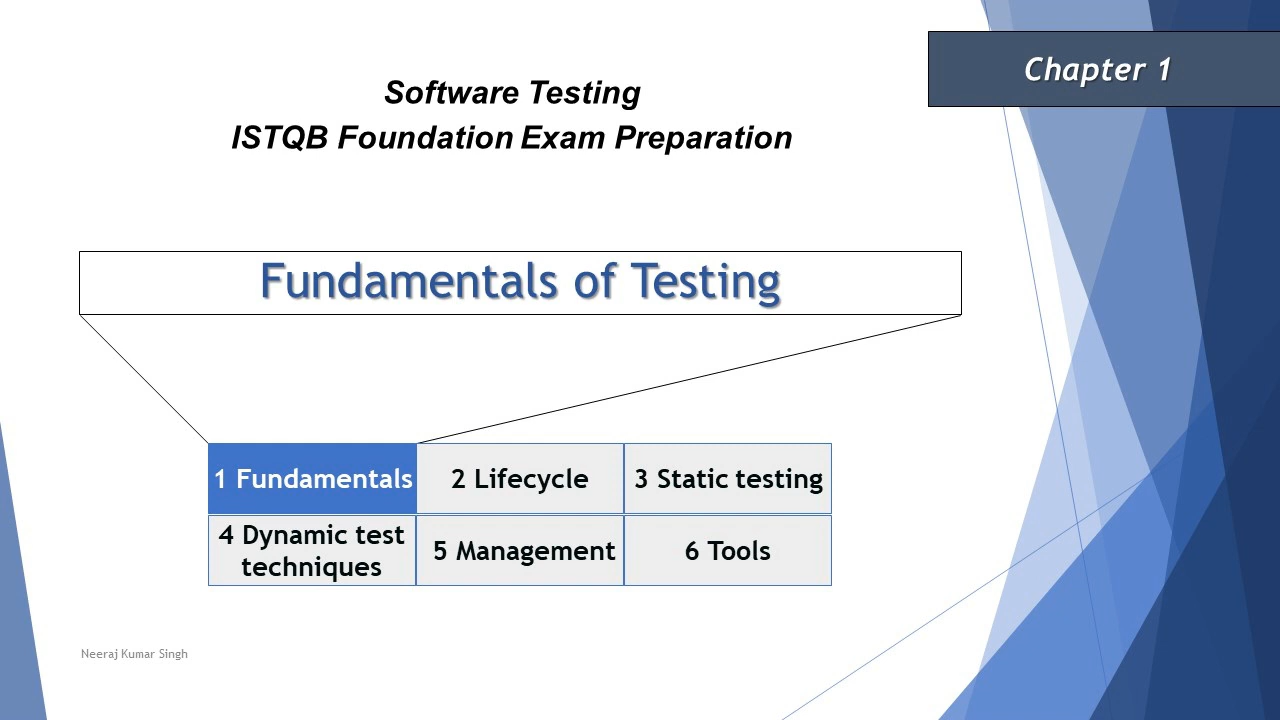 Chapter 1
Software Testing
ISTQB Foundation Exam Preparation
Fundamentals of Testing
1 Fundamentals
2 Lifecycle
3 Static testing
4 Dynamic test
techniques
5 Management
6 Tools
Neeraj Kumar Singh